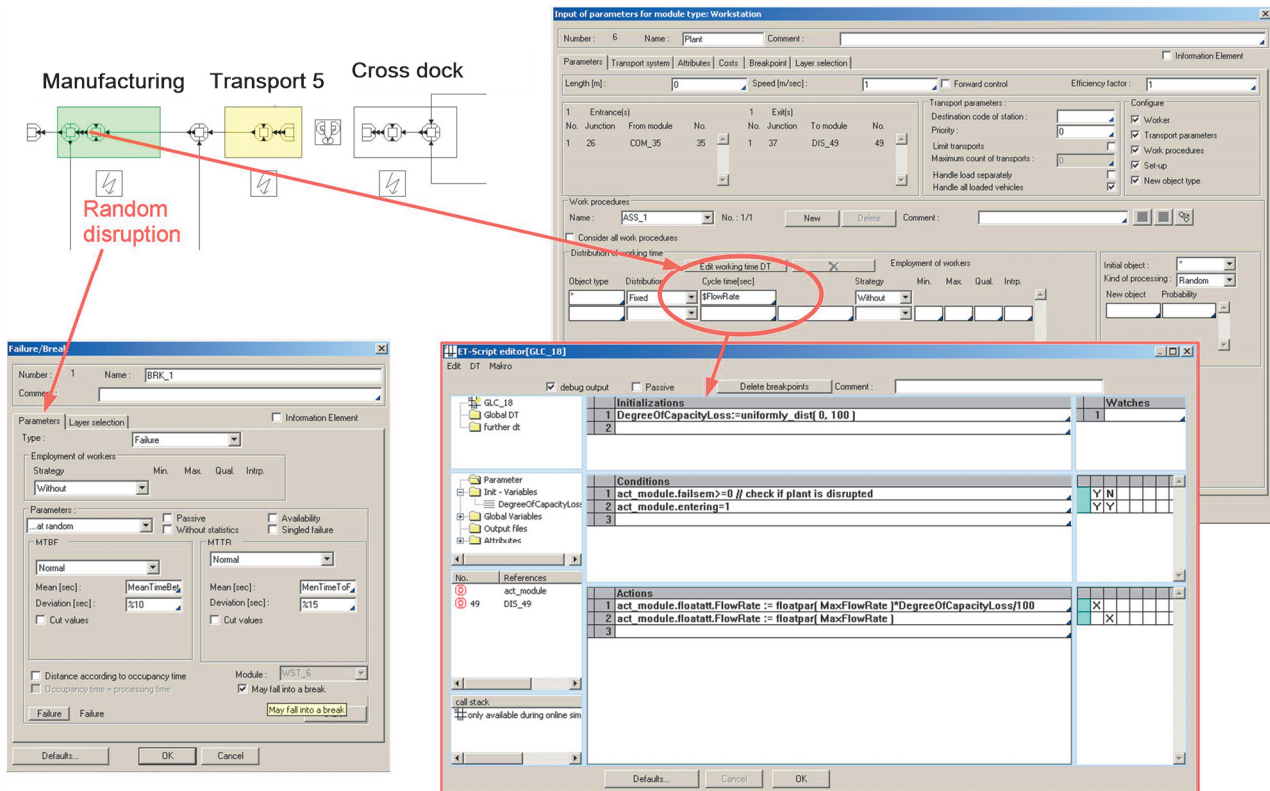 Manufacturing
Transport 5
Cross dock
Random
disruption
Input of parameters for module type: Workstation
Number : 6 Name : Plant Comment :
Information Element
Parameters Transport system Attributes Costs Breakpoint Layer selection
Length [m] : 0 Speed [m/sec] : 1 Forward control Efficiency factor : 1
1 Entrance(s) 1 Exit(s)
No. Junction From module No. No. Junction To module No.
1 26 COM_35 35 1 37 DIS_49 49
Transport parameters :
Destination code of station :
Priority : 0
Limit transports
Maximum count of transports : 0
Handle load separately
Handle all loaded vehicles
Configure
Worker
Transport parameters
Work procedures
Set-up
New object type
Work procedures
Name : ASS_1 No. : 1/1 New Delete Comment :
Consider all work procedures
Distribution of working time
Edit working time DT Employment of workers
Object type Distribution Cycle time[sec] Strategy Min. Max. Qual. Intrp.
* Fixed $FlowRate Without
Initial object : *
Kind of processing : Random
New object Probability
Failure/Break
Number : 1 Name : BRK_1
Comment :
Information Element
Parameters Layer selection
Type : Failure
Employment of workers
Strategy Min. Max. Qual. Intrp.
Without
Parameters :
...at random Passive Availability
Without statistics Singled failure
MTBF MTTR
Normal Normal
Mean [sec] : MeanTimeBet Mean [sec] : MenTimeToF
Deviation [sec] : %10 Deviation [sec] : %15
Cut values Cut values
Distance according to occupancy time Module : WST_6
Occupancy time = processing time May fall into a break
Failure Failure May fall into a break
Defaults... OK Cancel
ET-Script editor[GLC_18]
Edit DT Makro
debug output Passive Delete breakpoints Comment :
GLC_18
Global DT
further dt
Initializations
1 DegreeOfCapacityLoss:=uniformly_dist( 0, 100 )
2
Watches
1
Parameter
Init - Variables
DegreeOfCapacityLoss
Global Variables
Output files
Attributes
Conditions
1 act_module.failsem>=0 // check if plant is disrupted Y N
2 act_module.entering=1 Y Y
3
No. References
act_module
49 DIS_49
Actions
1 act_module.floatatt.FlowRate := floatpar( MaxFlowRate )*DegreeOfCapacityLoss/100 X
2 act_module.floatatt.FlowRate := floatpar( MaxFlowRate ) X
3
call stack
only available during online sim
Defaults... Cancel OK